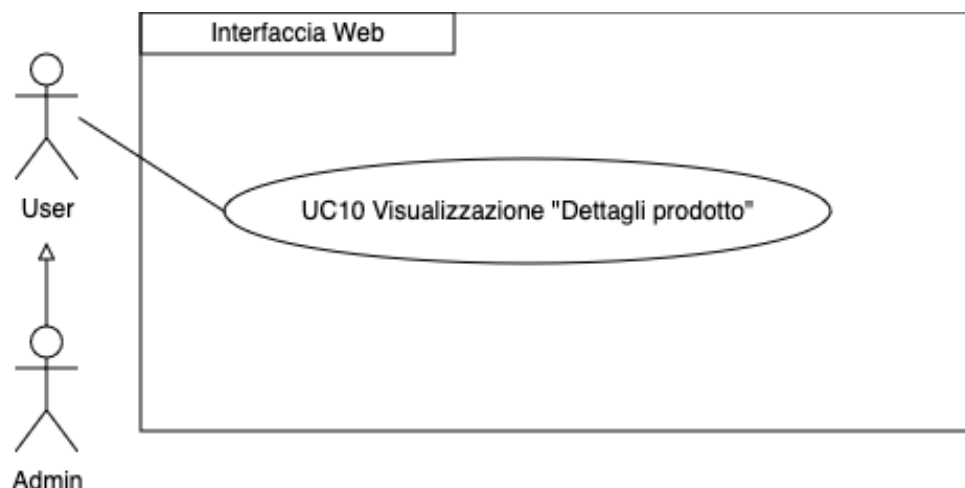 Interfaccia Web
User
UC10 Visualizzazione "Dettagli prodotto"
Admin